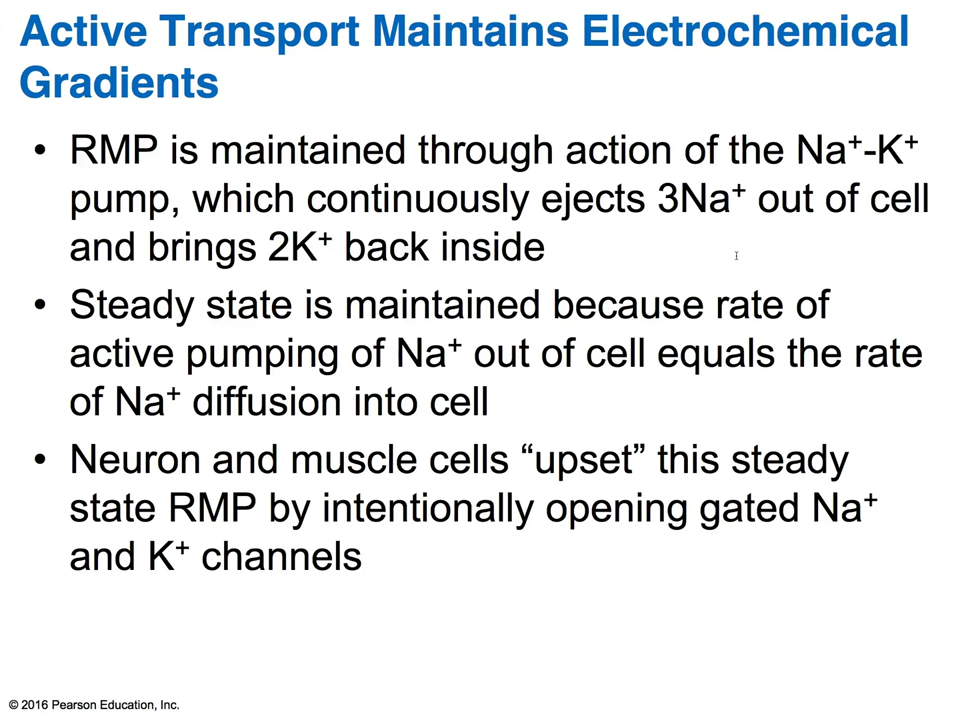 Active Transport Maintains Electrochemical
Gradients
• RMP is maintained through action of the Na⁺-K⁺
pump, which continuously ejects 3Na⁺ out of cell
and brings 2K⁺ back inside
• Steady state is maintained because rate of
active pumping of Na⁺ out of cell equals the rate
of Na⁺ diffusion into cell
• Neuron and muscle cells “upset” this steady
state RMP by intentionally opening gated Na⁺
and K⁺ channels
© 2016 Pearson Education, Inc.